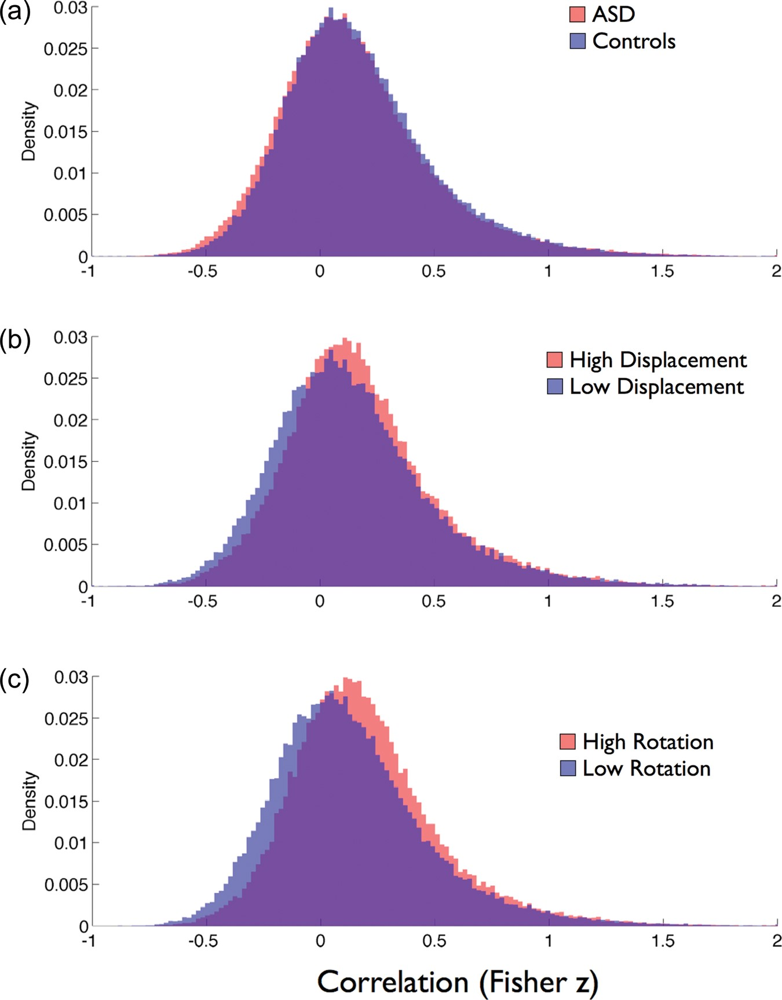 (a)
ASD
Controls
0.03
0.025
0.02
0.015
0.01
0.005
0
Density
-1 -0.5 0 0.5 1 1.5 2
(b)
High Displacement
Low Displacement
0.03
0.025
0.02
0.015
0.01
0.005
0
Density
-1 -0.5 0 0.5 1 1.5 2
(c)
High Rotation
Low Rotation
0.03
0.025
0.02
0.015
0.01
0.005
0
Density
-1 -0.5 0 0.5 1 1.5 2
Correlation (Fisher z)